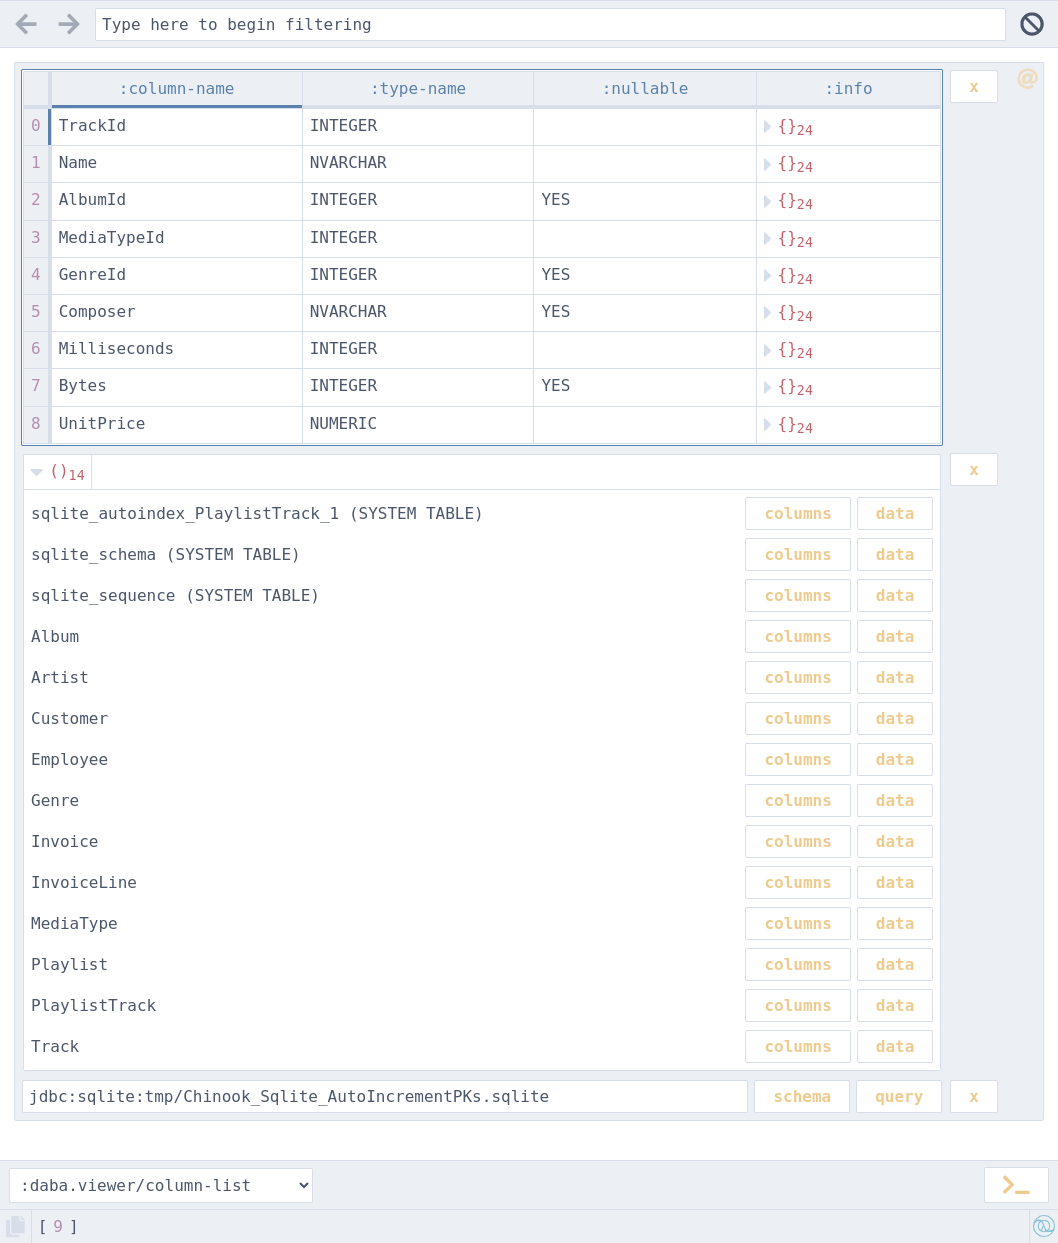 Type here to begin filtering
:column-name :type-name :nullable :info x @
0 TrackId INTEGER {}24
1 Name NVARCHAR {}24
2 AlbumId INTEGER YES {}24
3 MediaTypeId INTEGER {}24
4 GenreId INTEGER YES {}24
5 Composer NVARCHAR YES {}24
6 Milliseconds INTEGER {}24
7 Bytes INTEGER YES {}24
8 UnitPrice NUMERIC {}24
()14 x
sqlite_autoindex_PlaylistTrack_1 (SYSTEM TABLE) columns data
sqlite_schema (SYSTEM TABLE) columns data
sqlite_sequence (SYSTEM TABLE) columns data
Album columns data
Artist columns data
Customer columns data
Employee columns data
Genre columns data
Invoice columns data
InvoiceLine columns data
MediaType columns data
Playlist columns data
PlaylistTrack columns data
Track columns data
jdbc:sqlite:tmp/Chinook_Sqlite_AutoIncrementPKs.sqlite schema query x
:daba.viewer/column-list
[ 9 ]